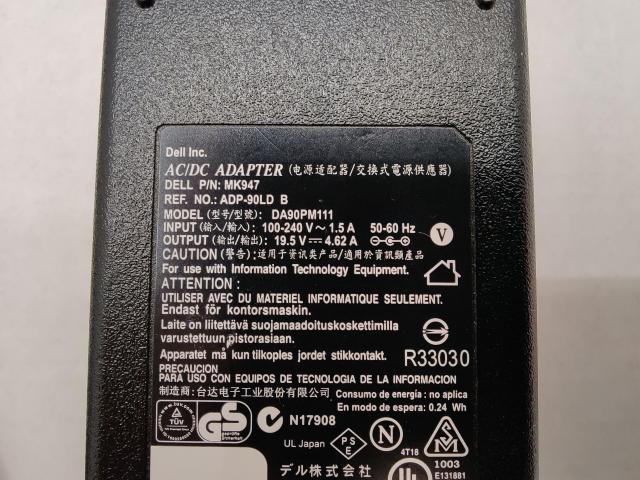 Dell Inc.
AC/DC ADAPTER (电源适配器/交換式電源供應器)
DELL P/N: MK947
REF. NO.: ADP-90LD B
MODEL (型号/型號): DA90PM111
INPUT (输入/輸入): 100-240 V ~ 1.5 A 50-60 Hz
OUTPUT (输出/輸出): 19.5 V ⎓ 4.62 A
V
CAUTION (警告):适用于资讯类产品/適用於資訊類產品
For use with Information Technology Equipment.
ATTENTION :
UTILISER AVEC DU MATERIEL INFORMATIQUE SEULEMENT.
Endast för kontorsmaskin.
Laite on liitettävä suojamaadoituskoskettimilla
varustettuun pistorasiaan.
Apparatet må kun tilkoples jordet stikkontakt.
R33030
PRECAUCION
PARA USO CON EQUIPOS DE TECNOLOGIA DE LA INFORMACION
制造商: 台达电子工业股份有限公司
Consumo de energía : no aplica
En modo de espera: 0.24 Wh
TÜV
GS
geprüfte
Sicherheit
N17908
UL Japan
PS
E
N
4T18
1003
E131881
デル株式会社
UL